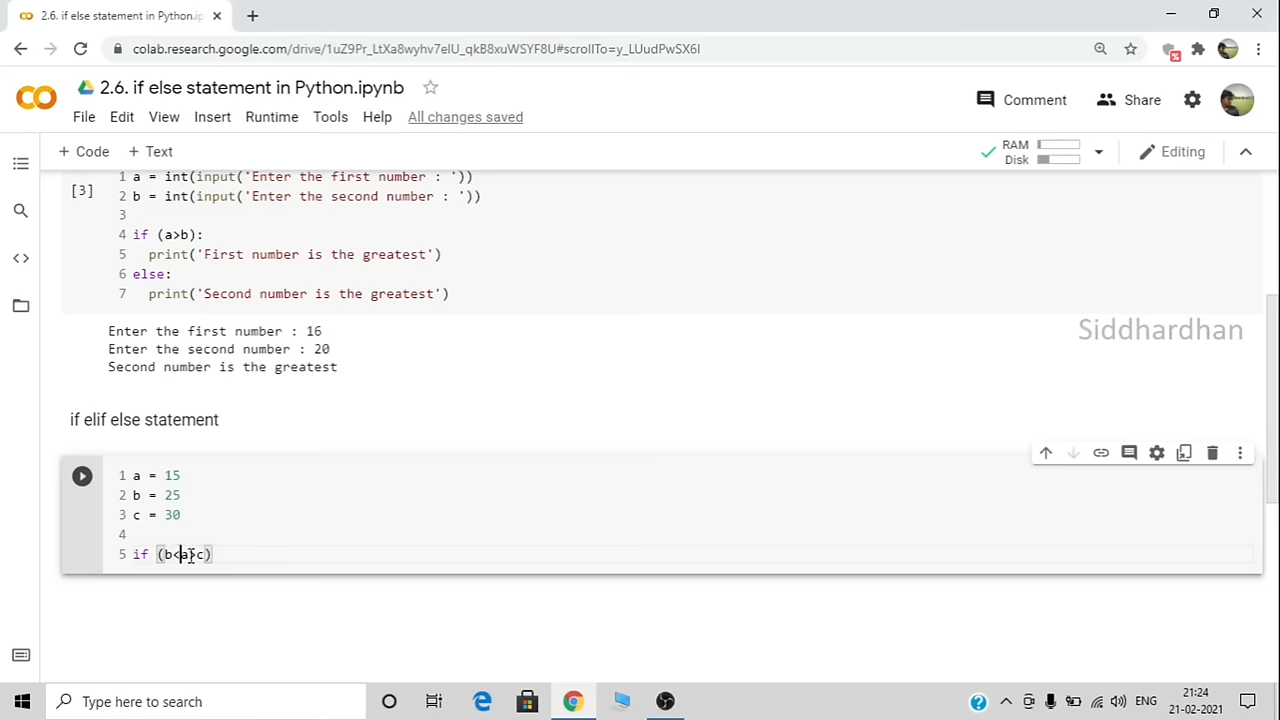 2.6. if else statement in Python.ip
colab.research.google.com/drive/1uZ9Pr_LtXa8wyhv7elU_qkB8xuWSYF8U#scrollTo=y_LUudPwSX6I
2.6. if else statement in Python.ipynb
Comment
Share
File Edit View Insert Runtime Tools Help All changes saved
+ Code + Text
RAM
Disk
Editing
[3]
1 a = int(input('Enter the first number : '))
2 b = int(input('Enter the second number : '))
3
4 if (a>b):
5 print('First number is the greatest')
6 else:
7 print('Second number is the greatest')
Enter the first number : 16
Enter the second number : 20
Second number is the greatest
Siddhardhan
if elif else statement
1 a = 15
2 b = 25
3 c = 30
4
5 if (b<a>c)
Type here to search
ENG
21:24
21-02-2021